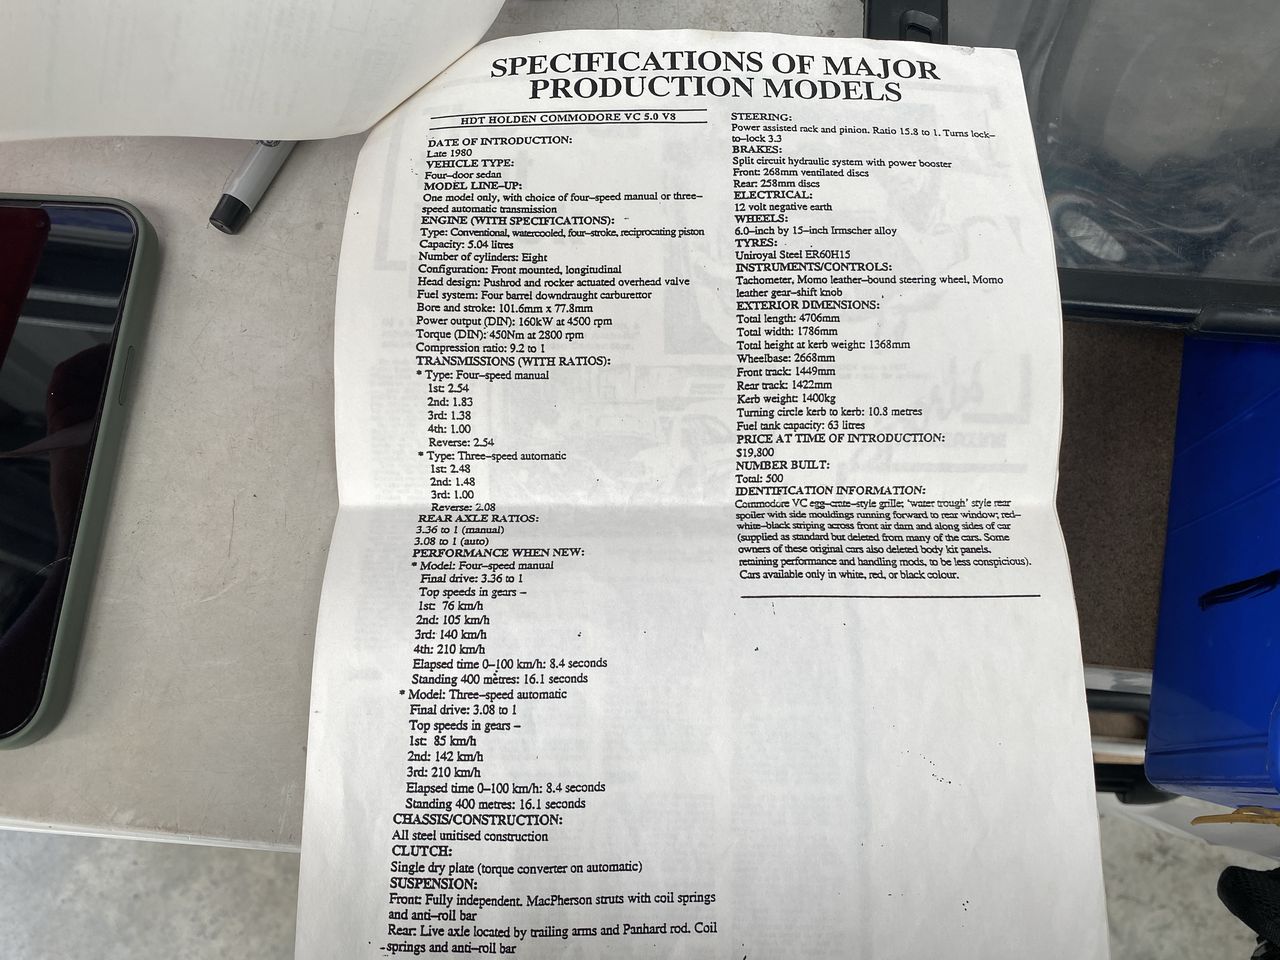 SPECIFICATIONS OF MAJOR
PRODUCTION MODELS
HDT HOLDEN COMMODORE VC 5.0 V8
DATE OF INTRODUCTION:
Late 1980
VEHICLE TYPE:
Four–door sedan
MODEL LINE–UP:
One model only, with choice of four–speed manual or three–
speed automatic transmission
ENGINE (WITH SPECIFICATIONS):
Type: Conventional, watercooled, four–stroke, reciprocating piston
Capacity: 5.04 litres
Number of cylinders: Eight
Configuration: Front mounted, longitudinal
Head design: Pushrod and rocker actuated overhead valve
Fuel system: Four barrel downdraught carburettor
Bore and stroke: 101.6mm x 77.8mm
Power output (DIN): 160kW at 4500 rpm
Torque (DIN): 450Nm at 2800 rpm
Compression ratio: 9.2 to 1
TRANSMISSIONS (WITH RATIOS):
* Type: Four–speed manual
1st: 2.54
2nd: 1.83
3rd: 1.38
4th: 1.00
Reverse: 2.54
* Type: Three–speed automatic
1st: 2.48
2nd: 1.48
3rd: 1.00
Reverse: 2.08
REAR AXLE RATIOS:
3.36 to 1 (manual)
3.08 to 1 (auto)
PERFORMANCE WHEN NEW:
* Model: Four–speed manual
Final drive: 3.36 to 1
Top speeds in gears –
1st: 76 km/h
2nd: 105 km/h
3rd: 140 km/h
4th: 210 km/h
Elapsed time 0–100 km/h: 8.4 seconds
Standing 400 metres: 16.1 seconds
* Model: Three–speed automatic
Final drive: 3.08 to 1
Top speeds in gears –
1st: 85 km/h
2nd: 142 km/h
3rd: 210 km/h
Elapsed time 0–100 km/h: 8.4 seconds
Standing 400 metres: 16.1 seconds
CHASSIS/CONSTRUCTION:
All steel unitised construction
CLUTCH:
Single dry plate (torque converter on automatic)
SUSPENSION:
Front: Fully independent. MacPherson struts with coil springs
and anti–roll bar
Rear: Live axle located by trailing arms and Panhard rod. Coil
springs and anti–roll bar
STEERING:
Power assisted rack and pinion. Ratio 15.8 to 1. Turns lock–
to–lock 3.3
BRAKES:
Split circuit hydraulic system with power booster
Front: 268mm ventilated discs
Rear: 258mm discs
ELECTRICAL:
12 volt negative earth
WHEELS:
6.0–inch by 15–inch Irmscher alloy
TYRES:
Uniroyal Steel ER60H15
INSTRUMENTS/CONTROLS:
Tachometer, Momo leather–bound steering wheel, Momo
leather gear–shift knob
EXTERIOR DIMENSIONS:
Total length: 4706mm
Total width: 1786mm
Total height at kerb weight: 1368mm
Wheelbase: 2668mm
Front track: 1449mm
Rear track: 1422mm
Kerb weight: 1400kg
Turning circle kerb to kerb: 10.8 metres
Fuel tank capacity: 63 litres
PRICE AT TIME OF INTRODUCTION:
$19,800
NUMBER BUILT:
Total: 500
IDENTIFICATION INFORMATION:
Commodore VC egg–crate–style grille; 'water trough' style rear
spoiler with side mouldings running forward to rear window; red–
white–black striping across front air dam and along sides of car
(supplied as standard but deleted from many of the cars. Some
owners of these original cars also deleted body kit panels,
retaining performance and handling mods, to be less conspicious).
Cars available only in white, red, or black colour.